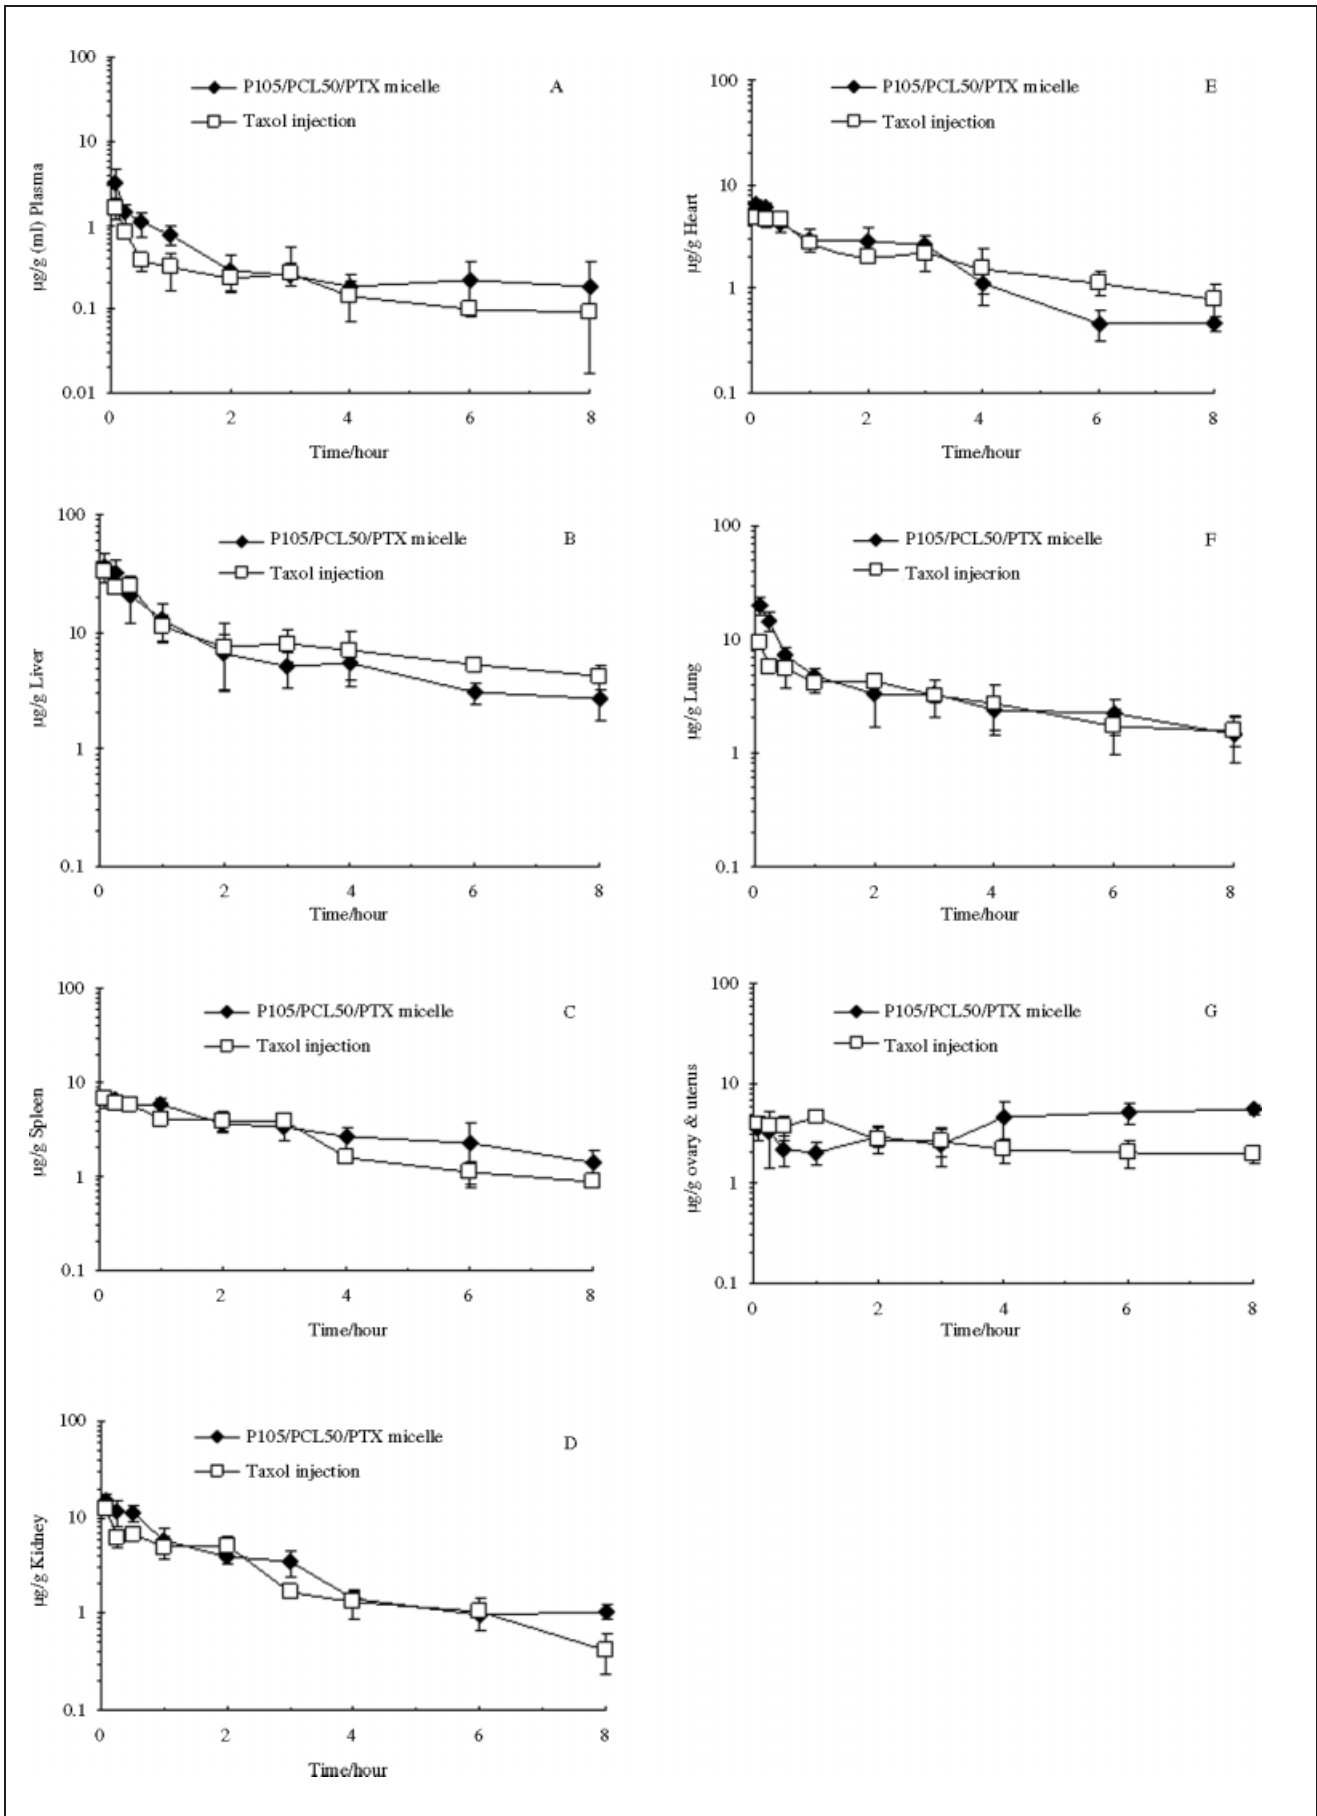 100
P105/PCL50/PTX micelle A
Taxol injection
10
1
0.1
0.01
µg/g (ml) Plasma
0 2 4 6 8
Time/hour
P105/PCL50/PTX micelle E
Taxol injection
100
10
1
0.1
µg/g Heart
0 2 4 6 8
Time/hour
100
P105/PCL50/PTX micelle B
Taxol injection
10
1
0.1
µg/g Liver
0 2 4 6 8
Time/hour
100
P105/PCL50/PTX micelle F
Taxol injecrion
10
1
0.1
µg/g Lung
0 2 4 6 8
Time/hour
100
P105/PCL50/PTX micelle C
Taxol injection
10
1
0.1
µg/g Spleen
0 2 4 6 8
Time/hour
100
P105/PCL50/PTX micelle G
Taxol injection
10
1
0.1
µg/g ovary & uterus
0 2 4 6 8
Time/hour
100
P105/PCL50/PTX micelle D
Taxol injection
10
1
0.1
µg/g Kidney
0 2 4 6 8
Time/hour